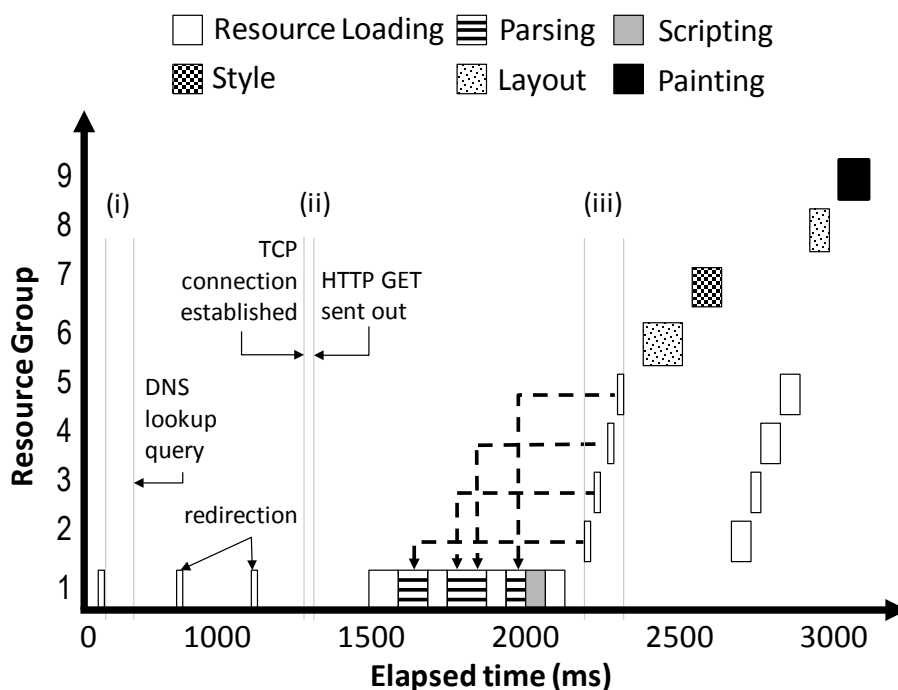 Resource Loading
Parsing
Scripting
Style
Layout
Painting
9
8
7
6
5
4
3
2
1
Resource Group
(i)
(ii)
(iii)
TCP
connection
established
HTTP GET
sent out
DNS
lookup
query
redirection
0
1000
1500
2000
2500
3000
Elapsed time (ms)